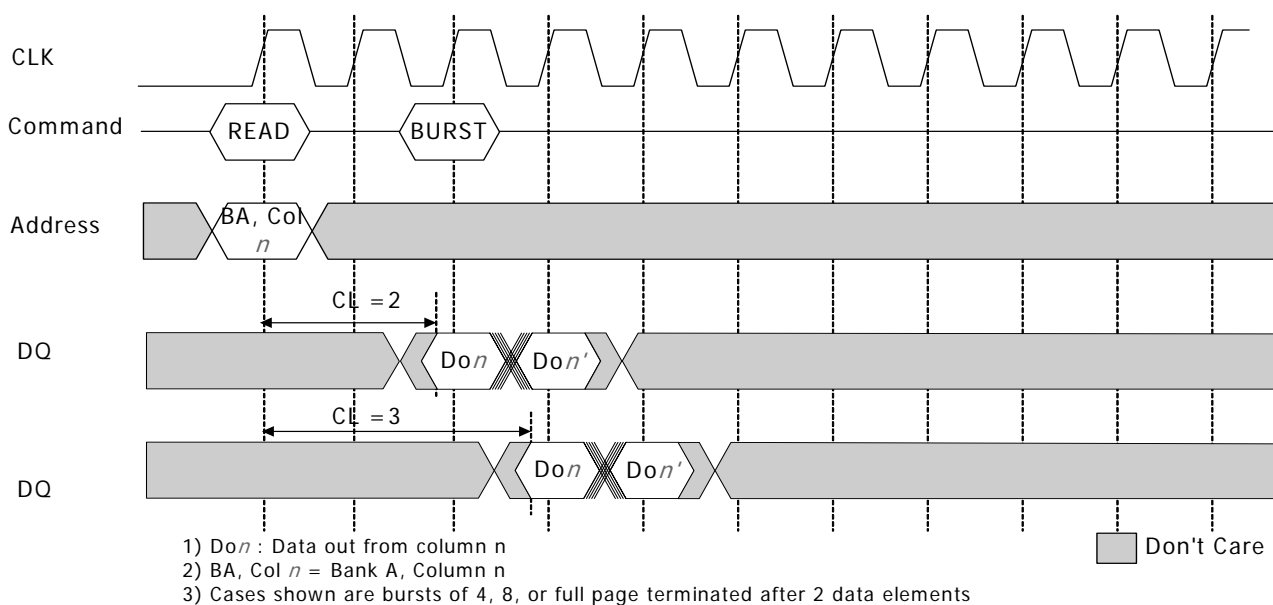 CLK
Command
READ
BURST
Address
BA, Col
n
CL = 2
DQ
Don
Don'
CL = 3
DQ
Don
Don'
1) Don : Data out from column n
2) BA, Col n = Bank A, Column n
3) Cases shown are bursts of 4, 8, or full page terminated after 2 data elements
Don't Care